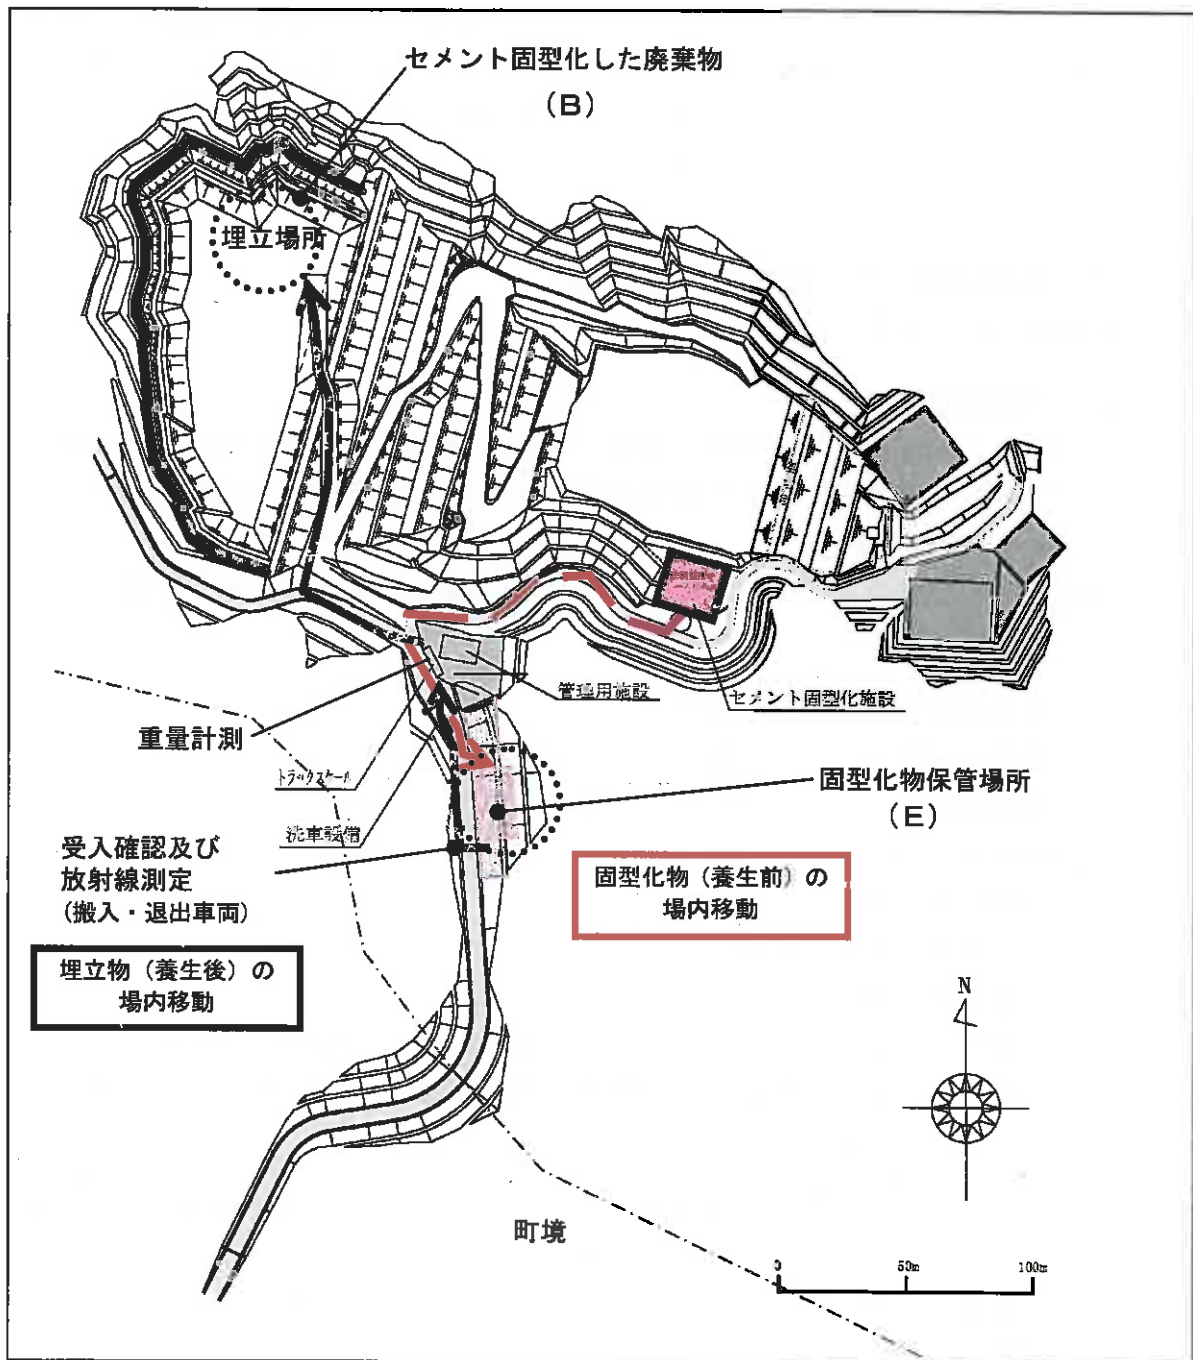 セメント固型化した廃棄物
(B)
埋立場所
管理用施設
セメント固型化施設
重量計測
トラックスケール
固型化物保管場所
(E)
洗車設備
受入確認及び
放射線測定
(搬入・退出車両)
固型化物(養生前)の
場内移動
埋立物(養生後)の
場内移動
N
町境
0 50m 100m